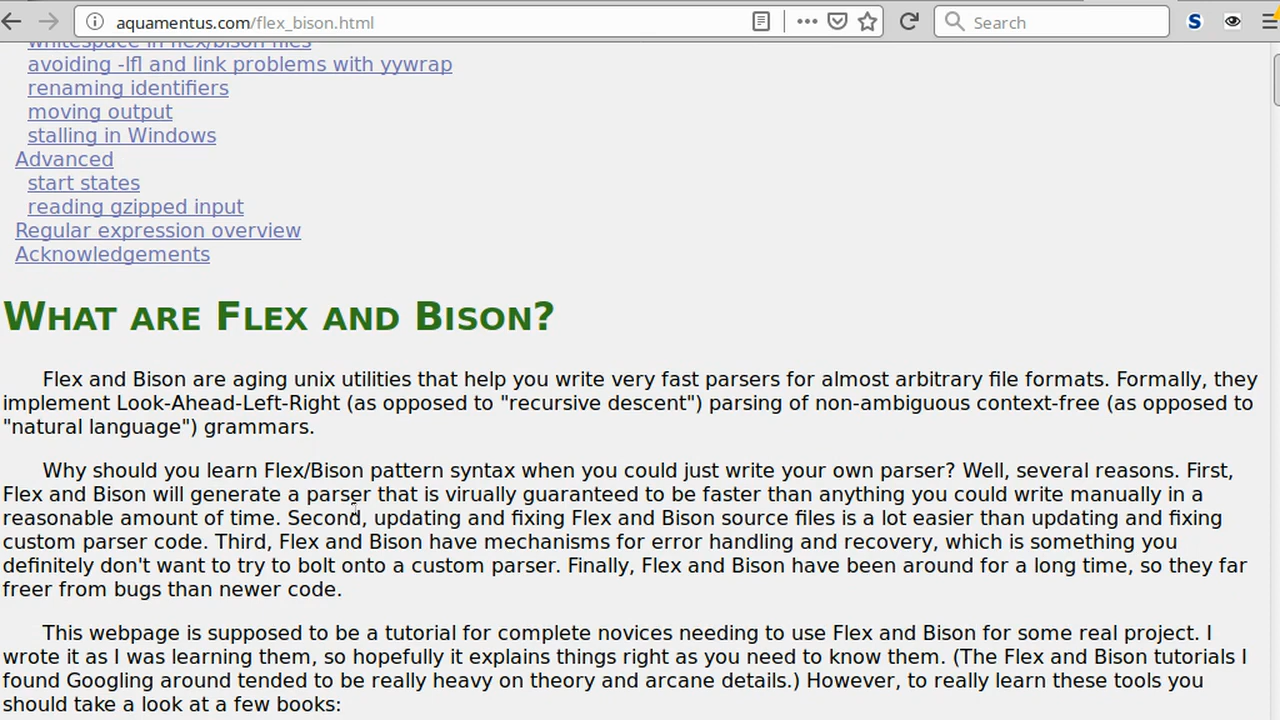 aquamentus.com/flex_bison.html
Search
whitespace in flex/bison files
avoiding -lfl and link problems with yywrap
renaming identifiers
moving output
stalling in Windows
Advanced
start states
reading gzipped input
Regular expression overview
Acknowledgements
WHAT ARE FLEX AND BISON?
Flex and Bison are aging unix utilities that help you write very fast parsers for almost arbitrary file formats. Formally, they
implement Look-Ahead-Left-Right (as opposed to "recursive descent") parsing of non-ambiguous context-free (as opposed to
"natural language") grammars.
Why should you learn Flex/Bison pattern syntax when you could just write your own parser? Well, several reasons. First,
Flex and Bison will generate a parser that is virually guaranteed to be faster than anything you could write manually in a
reasonable amount of time. Second, updating and fixing Flex and Bison source files is a lot easier than updating and fixing
custom parser code. Third, Flex and Bison have mechanisms for error handling and recovery, which is something you
definitely don't want to try to bolt onto a custom parser. Finally, Flex and Bison have been around for a long time, so they far
freer from bugs than newer code.
This webpage is supposed to be a tutorial for complete novices needing to use Flex and Bison for some real project. I
wrote it as I was learning them, so hopefully it explains things right as you need to know them. (The Flex and Bison tutorials I
found Googling around tended to be really heavy on theory and arcane details.) However, to really learn these tools you
should take a look at a few books: